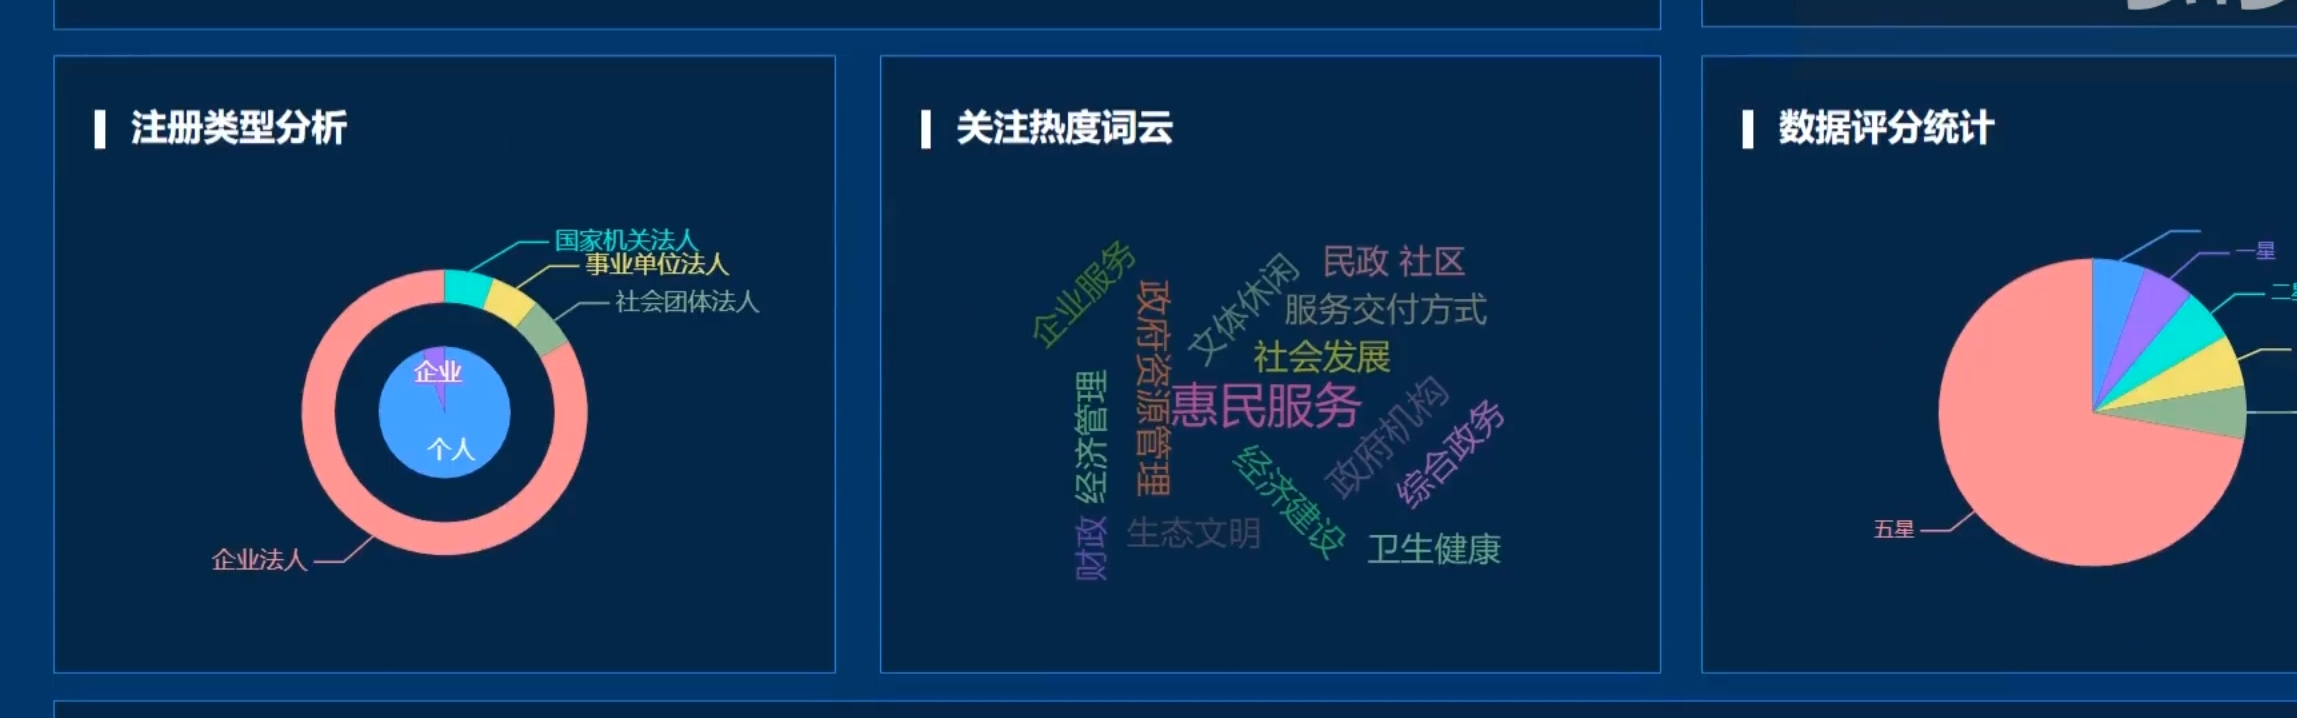 注册类型分析
国家机关法人
事业单位法人
社会团体法人
企业
个人
企业法人
关注热度词云
企业服务
政府资源管理
文体休闲
民政 社区
服务交付方式
社会发展
惠民服务
经济管理
政府机构
综合政务
经济建设
财政
生态文明
卫生健康
数据评分统计
一星
五星